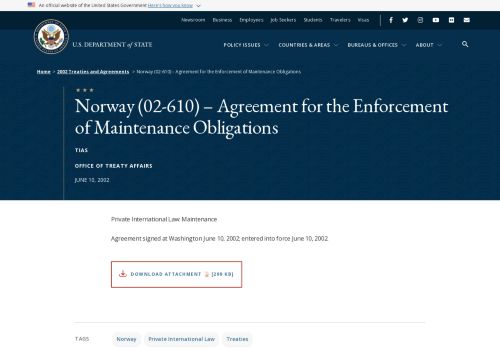 An official website of the United States Government Here's how you know
Newsroom Business Employers Job Seekers Students Travelers Visas
U.S. DEPARTMENT of STATE
POLICY ISSUES COUNTRIES & AREAS BUREAUS & OFFICES ABOUT
Home > 2002 Treaties and Agreements > Norway (02-610) – Agreement for the Enforcement of Maintenance Obligations
Norway (02-610) – Agreement for the Enforcement
of Maintenance Obligations
TIAS
OFFICE OF TREATY AFFAIRS
JUNE 10, 2002
Private International Law: Maintenance
Agreement signed at Washington June 10, 2002; entered into force June 10, 2002.
DOWNLOAD ATTACHMENT [299 KB]
TAGS Norway Private International Law Treaties